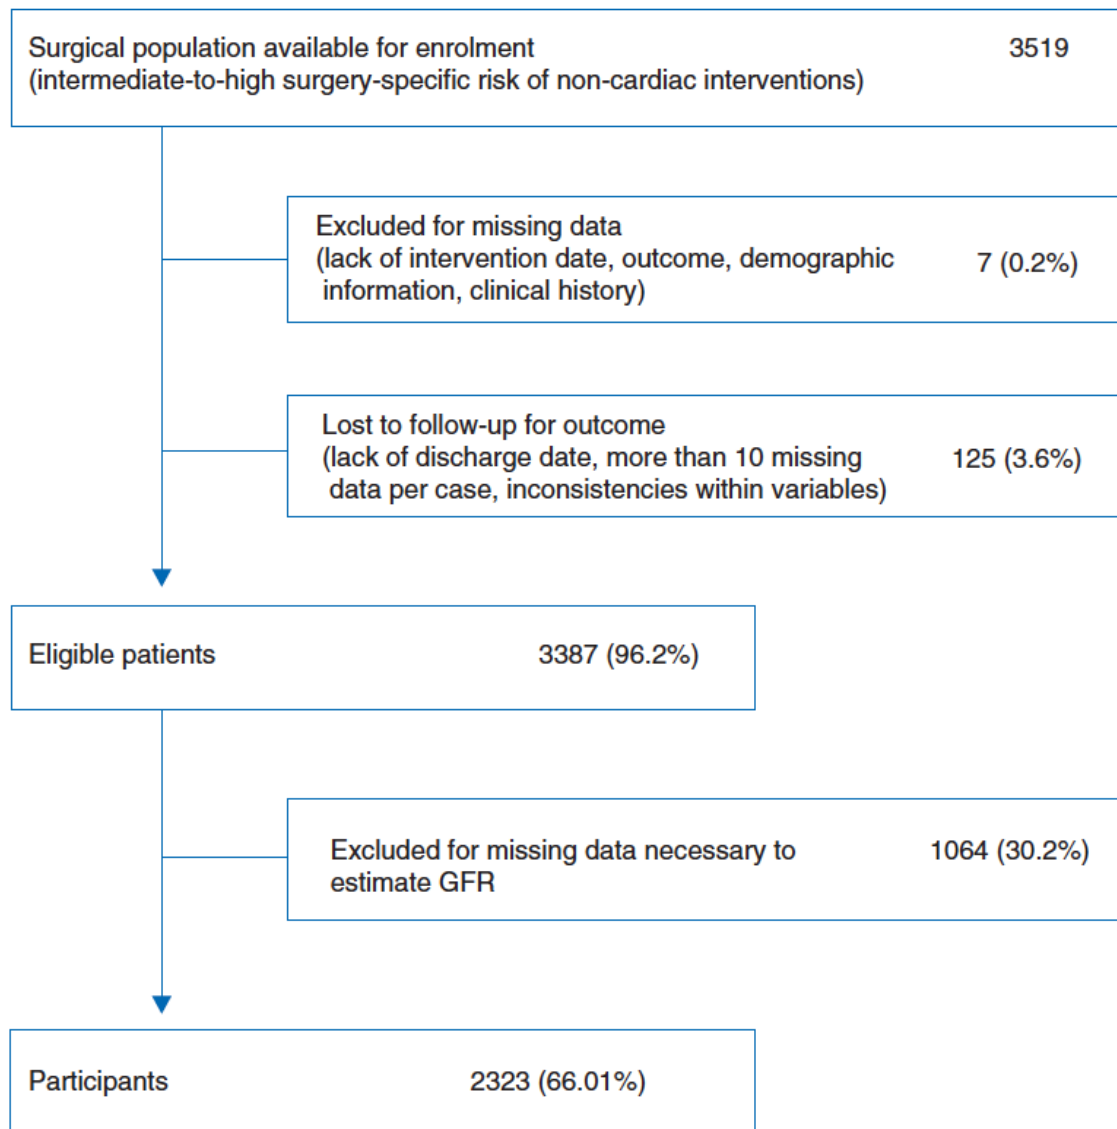 Surgical population available for enrolment 3519
(intermediate-to-high surgery-specific risk of non-cardiac interventions)
Excluded for missing data
(lack of intervention date, outcome, demographic 7 (0.2%)
information, clinical history)
Lost to follow-up for outcome
(lack of discharge date, more than 10 missing 125 (3.6%)
data per case, inconsistencies within variables)
Eligible patients 3387 (96.2%)
Excluded for missing data necessary to 1064 (30.2%)
estimate GFR
Participants 2323 (66.01%)